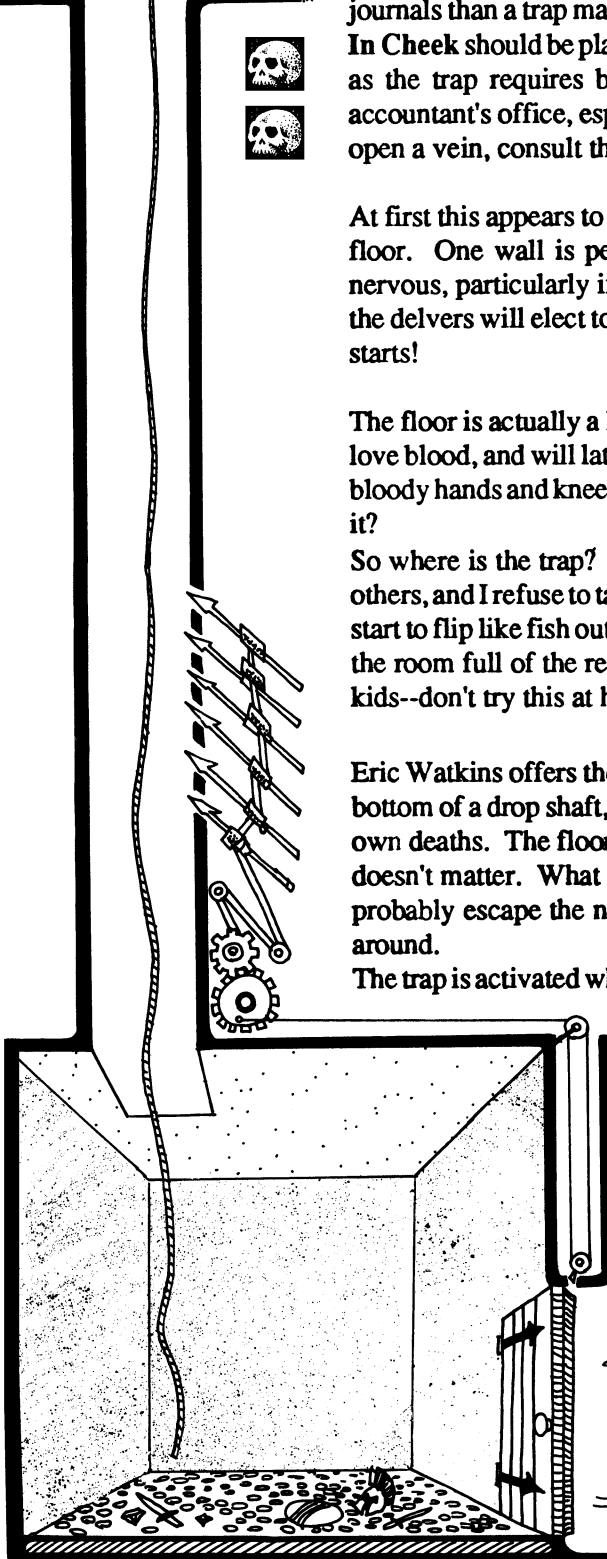 journals than a trap ma
In Cheek should be pla
as the trap requires b
accountant's office, esp
open a vein, consult th
At first this appears to
floor. One wall is pe
nervous, particularly i
the delvers will elect to
starts!
The floor is actually a
love blood, and will lat
bloody hands and knee
it?
So where is the trap?
others, and I refuse to ta
start to flip like fish out
the room full of the re
kids--don't try this at h
Eric Watkins offers the
bottom of a drop shaft,
own deaths. The floor
doesn't matter. What
probably escape the n
around.
The trap is activated wh